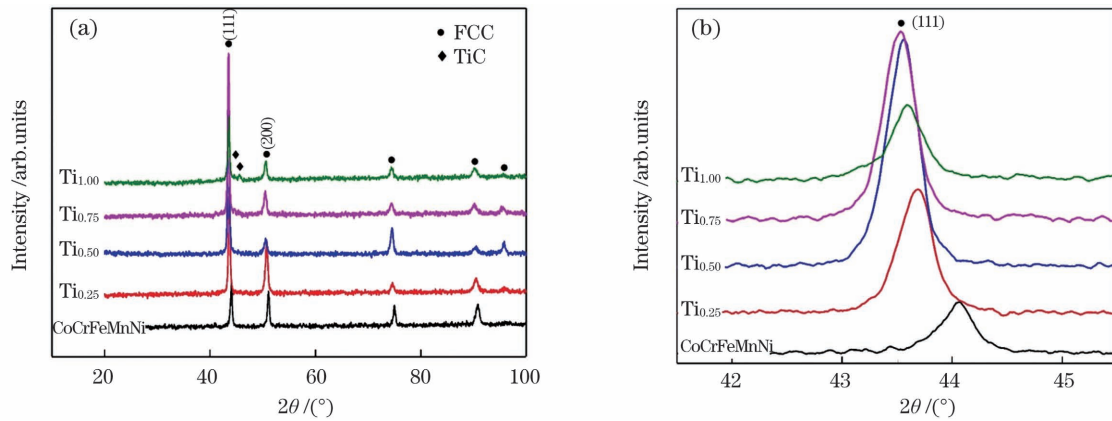 (a)
(111)
● FCC
◆ TiC
(200)
Ti1.00
Ti0.75
Ti0.50
Ti0.25
CoCrFeMnNi
Intensity /arb.units
20 40 60 80 100
2θ /(°)
(b)
● (111)
Ti1.00
Ti0.75
Ti0.50
Ti0.25
CoCrFeMnNi
Intensity /arb.units
42 43 44 45
2θ /(°)